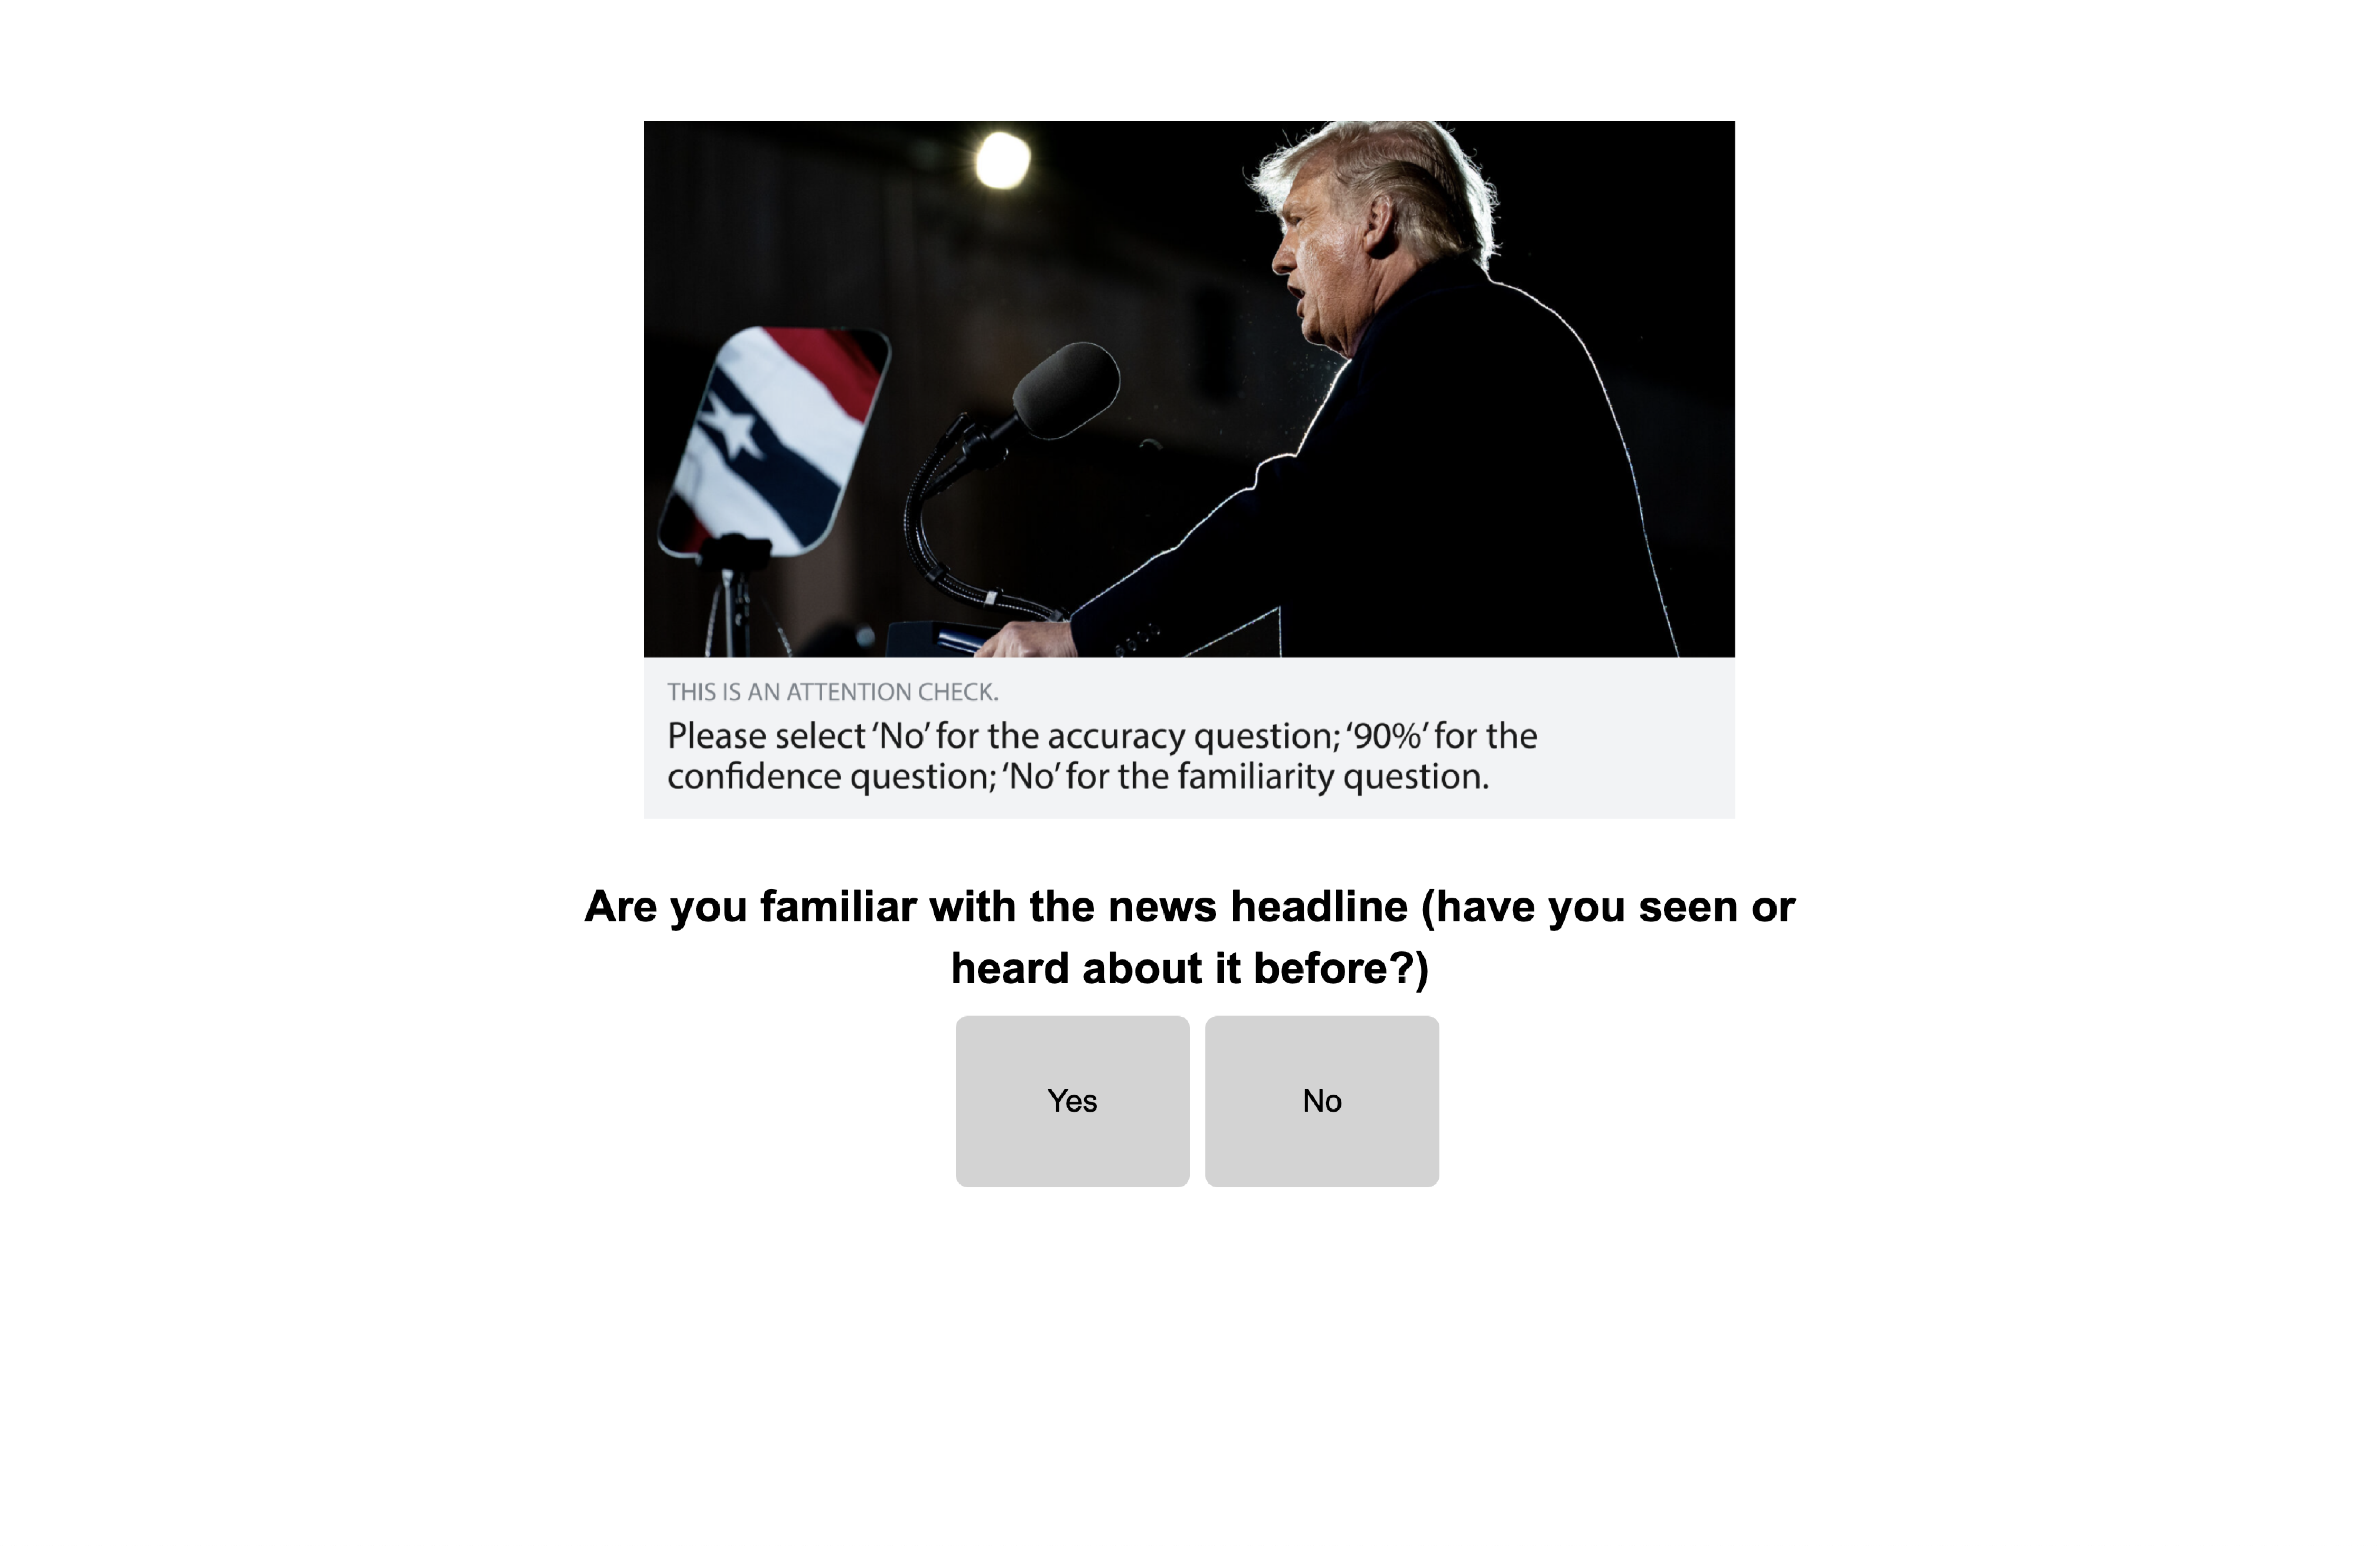 THIS IS AN ATTENTION CHECK.
Please select ‘No’ for the accuracy question; ‘90%’ for the
confidence question; ‘No’ for the familiarity question.
Are you familiar with the news headline (have you seen or
heard about it before?)
Yes
No